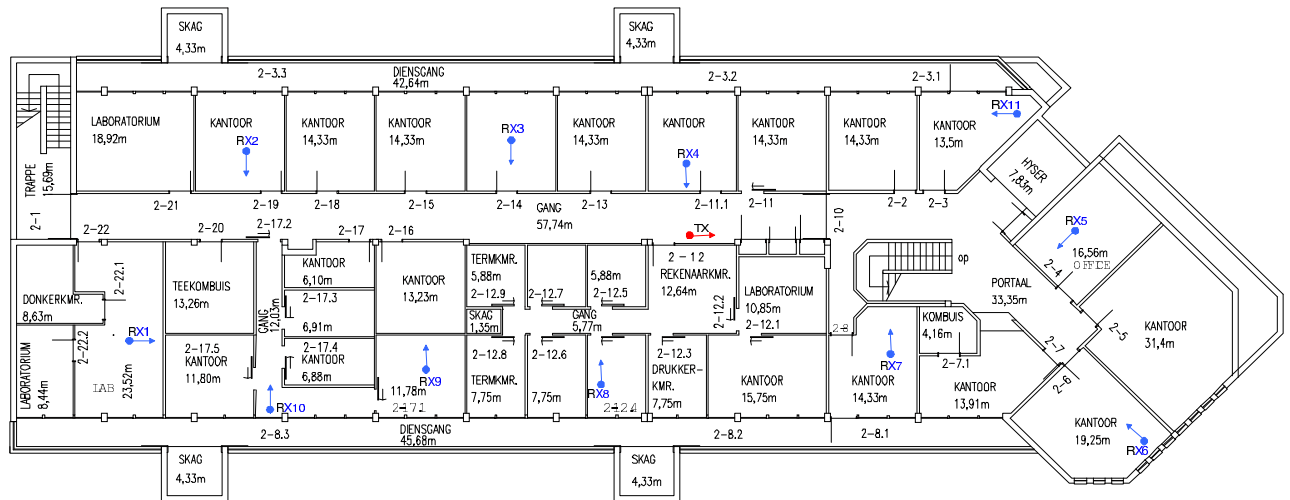 SKAG
4,33m
SKAG
4,33m
2-3.3
DIENSGANG
42,64m
2-3.2
2-3.1
LABORATORIUM
18,92m
KANTOOR
RX2
KANTOOR
14,33m
KANTOOR
14,33m
RX3
KANTOOR
14,33m
KANTOOR
RX4
KANTOOR
14,33m
KANTOOR
14,33m
RX11
KANTOOR
13,5m
HYSER
7,83m
TRAPPE
15,69m
2-1
2-21
2-19
2-18
2-15
2-14
2-13
2-11.1
2-11
2-10
2-2
2-3
GANG
57,74m
TX
2-22
2-20
2-17.2
2-17
2-16
2-12
2-22.1
DONKERKMR.
8,63m
TEEKOMBUIS
13,26m
GANG
12,03m
KANTOOR
6,10m
2-17.3
6,91m
KANTOOR
13,23m
TERMKMR.
5,88m
2-12.9
2-12.7
5,88m
2-12.5
REKENAARKMR.
12,64m
2-12.2
LABORATORIUM
10,85m
2-12.1
SKAG
1,35m
GANG
5,77m
op
PORTAAL
33,35m
RX5
16,56m
OFFICE
2-4
2-5
KANTOOR
31,4m
RX1
2-22.2
LABORATORIUM
8,44m
LAB
23,52m
2-17.5
KANTOOR
11,80m
2-17.4
KANTOOR
6,88m
RX10
RX9
11,78m
2-17.1
2-12.8
TERMKMR.
7,75m
2-12.6
7,75m
RX8
2-12.4
2-12.3
DRUKKER-
KMR.
7,75m
KANTOOR
15,75m
2-8
RX7
KANTOOR
14,33m
KOMBUIS
4,16m
2-7.1
KANTOOR
13,91m
2-7
2-6
KANTOOR
19,25m
RX6
2-8.3
DIENSGANG
45,68m
2-8.2
2-8.1
SKAG
4,33m
SKAG
4,33m